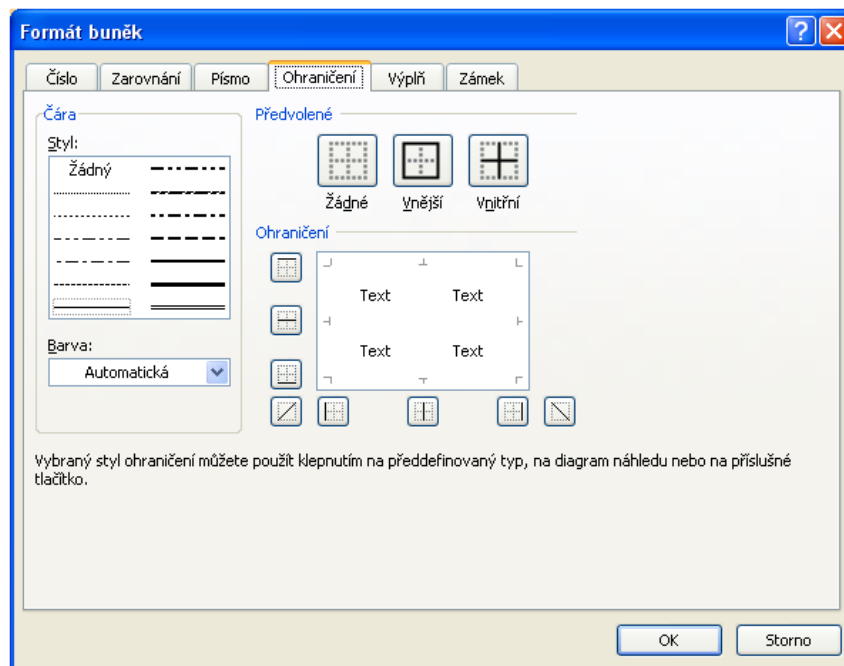 Formát buněk
Číslo Zarovnání Písmo Ohraničení Výplň Zámek
Čára
Styl:
Žádný
Barva:
Automatická
Předvolené
Žádné Vnější Vnitřní
Ohraničení
Text Text
Text Text
Vybraný styl ohraničení můžete použít klepnutím na předdefinovaný typ, na diagram náhledu nebo na příslušné
tlačítko.
OK Storno